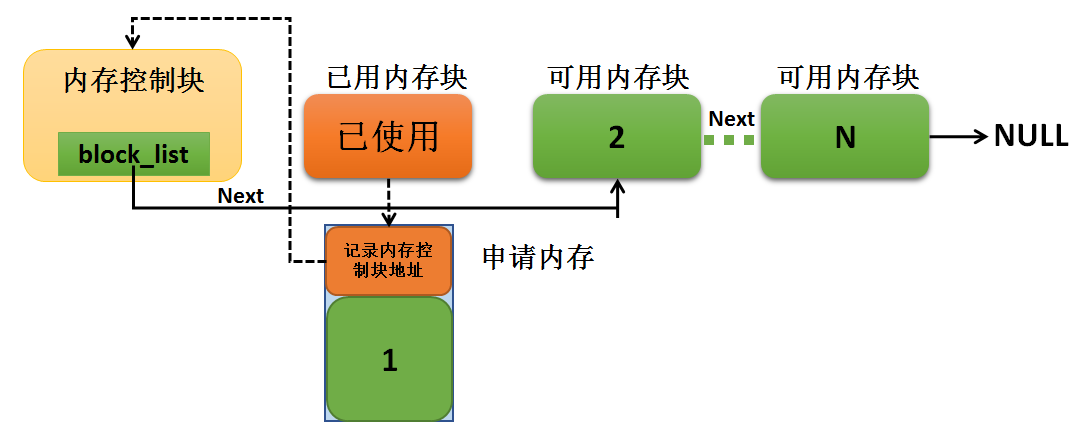 内存控制块
block_list
Next
已用内存块
已使用
可用内存块
2
Next
可用内存块
N
NULL
记录内存控
制块地址
申请内存
1